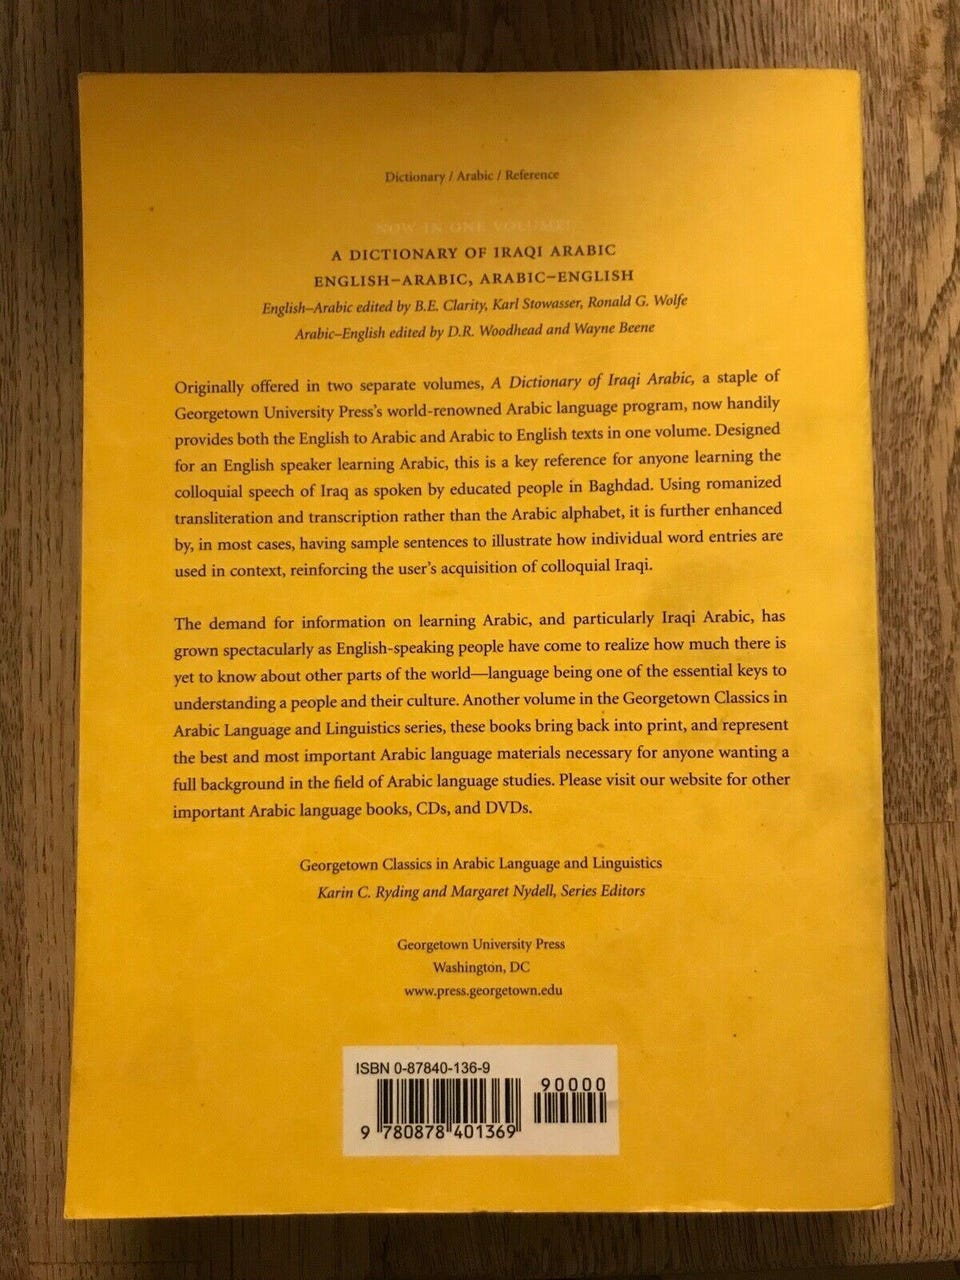 Dictionary / Arabic / Reference
NOW IN ONE VOLUME!
A DICTIONARY OF IRAQI ARABIC
ENGLISH–ARABIC, ARABIC–ENGLISH
English–Arabic edited by B.E. Clarity, Karl Stowasser, Ronald G. Wolfe
Arabic–English edited by D.R. Woodhead and Wayne Beene
Originally offered in two separate volumes, A Dictionary of Iraqi Arabic, a staple of
Georgetown University Press's world-renowned Arabic language program, now handily
provides both the English to Arabic and Arabic to English texts in one volume. Designed
for an English speaker learning Arabic, this is a key reference for anyone learning the
colloquial speech of Iraq as spoken by educated people in Baghdad. Using romanized
transliteration and transcription rather than the Arabic alphabet, it is further enhanced
by, in most cases, having sample sentences to illustrate how individual word entries are
used in context, reinforcing the user's acquisition of colloquial Iraqi.
The demand for information on learning Arabic, and particularly Iraqi Arabic, has
grown spectacularly as English-speaking people have come to realize how much there is
yet to know about other parts of the world—language being one of the essential keys to
understanding a people and their culture. Another volume in the Georgetown Classics in
Arabic Language and Linguistics series, these books bring back into print, and represent
the best and most important Arabic language materials necessary for anyone wanting a
full background in the field of Arabic language studies. Please visit our website for other
important Arabic language books, CDs, and DVDs.
Georgetown Classics in Arabic Language and Linguistics
Karin C. Ryding and Margaret Nydell, Series Editors
Georgetown University Press
Washington, DC
www.press.georgetown.edu
ISBN 0-87840-136-9
90000
9 780878 401369